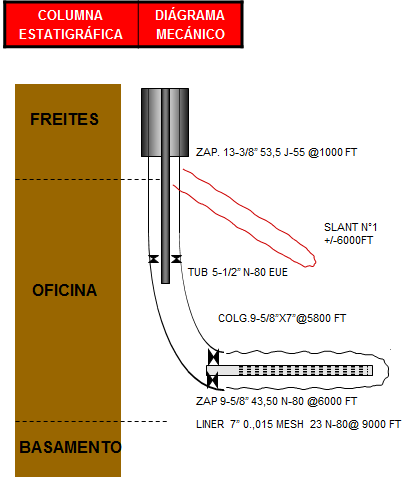 COLUMNA
ESTATIGRÁFICA
DIÁGRAMA
MECÁNICO
FREITES
ZAP. 13-3/8” 53,5 J-55 @1000 FT
SLANT N°1
+/-6000FT
TUB 5-1/2” N-80 EUE
OFICINA
COLG.9-5/8”X7”@5800 FT
ZAP 9-5/8” 43,50 N-80 @6000 FT
LINER 7” 0.,015 MESH 23 N-80@ 9000 FT
BASAMENTO